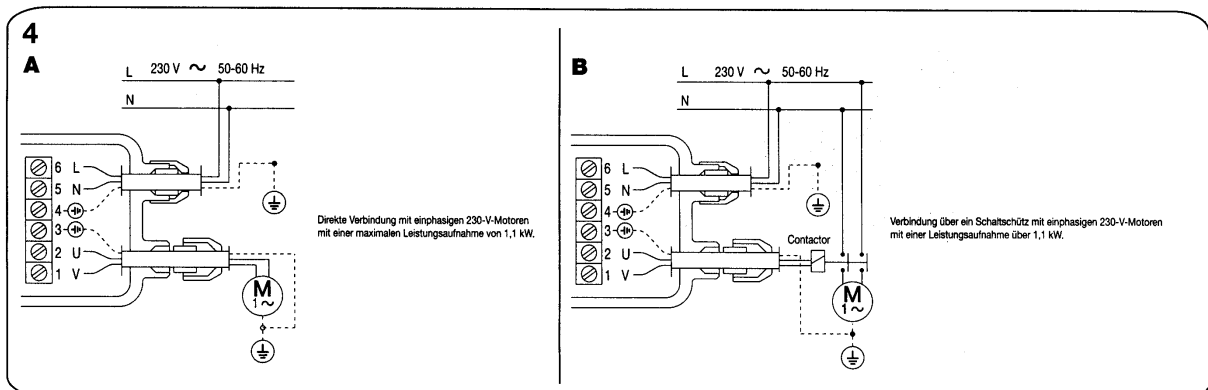 4
A
L 230 V ~ 50-60 Hz
N
6 L
5 N
4
3
2 U
1 V
M
1~
Direkte Verbindung mit einphasigen 230-V-Motoren
mit einer maximalen Leistungsaufnahme von 1,1 kW.
B
L 230 V ~ 50-60 Hz
N
6 L
5 N
4
3
2 U
1 V
Contactor
M
1~
Verbindung über ein Schaltschütz mit einphasigen 230-V-Motoren
mit einer Leistungsaufnahme über 1,1 kW.